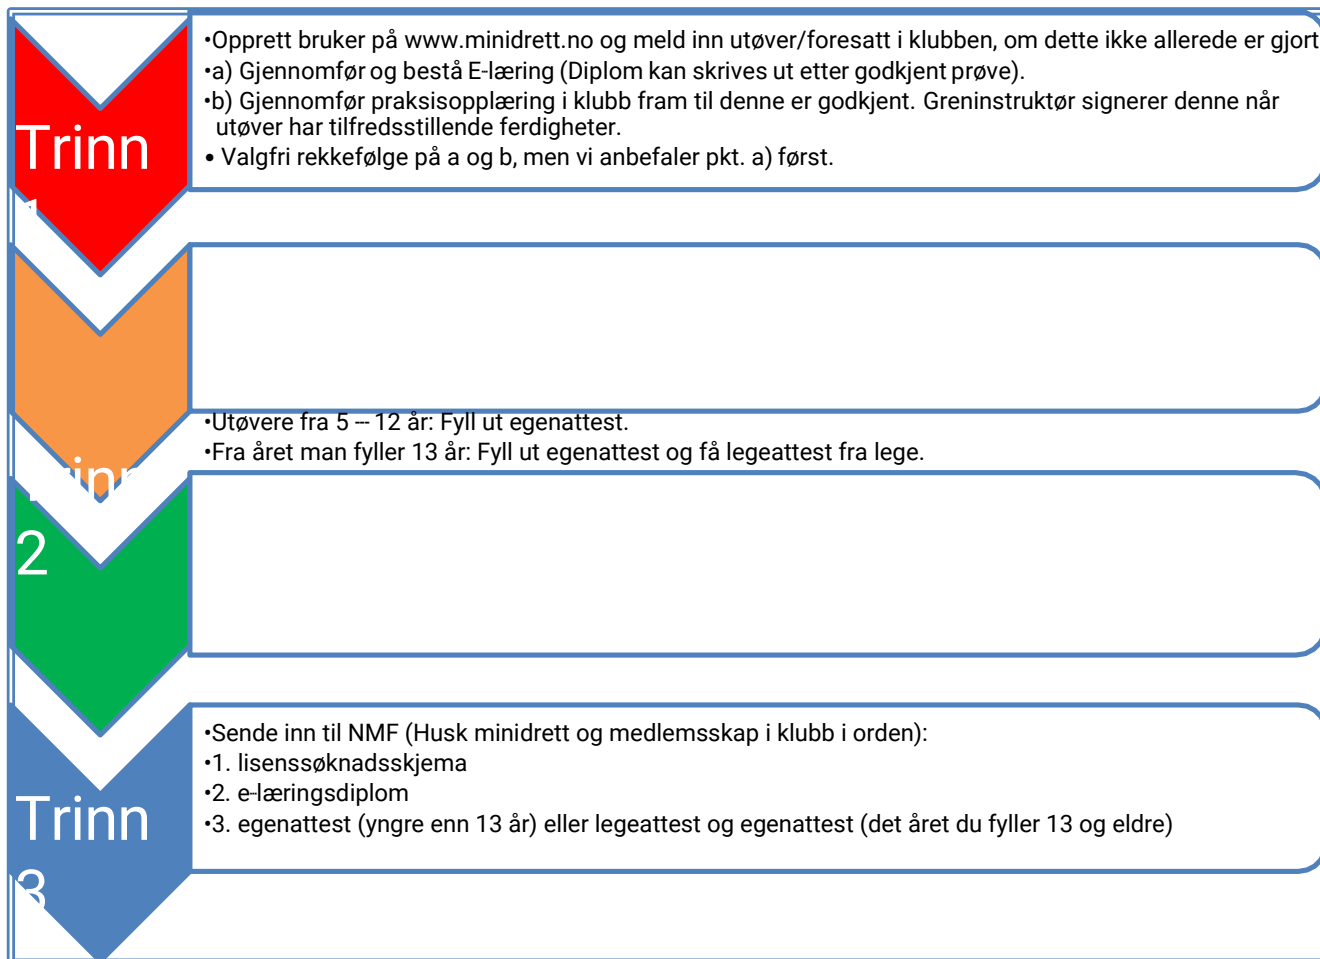 •Opprett bruker på www.minidrett.no og meld inn utøver/foresatt i klubben, om dette ikke allerede er gjort
•a) Gjennomfør og bestå E-læring (Diplom kan skrives ut etter godkjent prøve).
•b) Gjennomfør praksisopplæring i klubb fram til denne er godkjent. Greninstruktør signerer denne når
utøver har tilfredsstillende ferdigheter.
• Valgfri rekkefølge på a og b, men vi anbefaler pkt. a) først.
Trinn
1
•Utøvere fra 5 – 12 år: Fyll ut egenattest.
•Fra året man fyller 13 år: Fyll ut egenattest og få legeattest fra lege.
Trinn
2
•Sende inn til NMF (Husk minidrett og medlemsskap i klubb i orden):
•1. lisenssøknadsskjema
•2. e-læringsdiplom
•3. egenattest (yngre enn 13 år) eller legeattest og egenattest (det året du fyller 13 og eldre)
Trinn
3